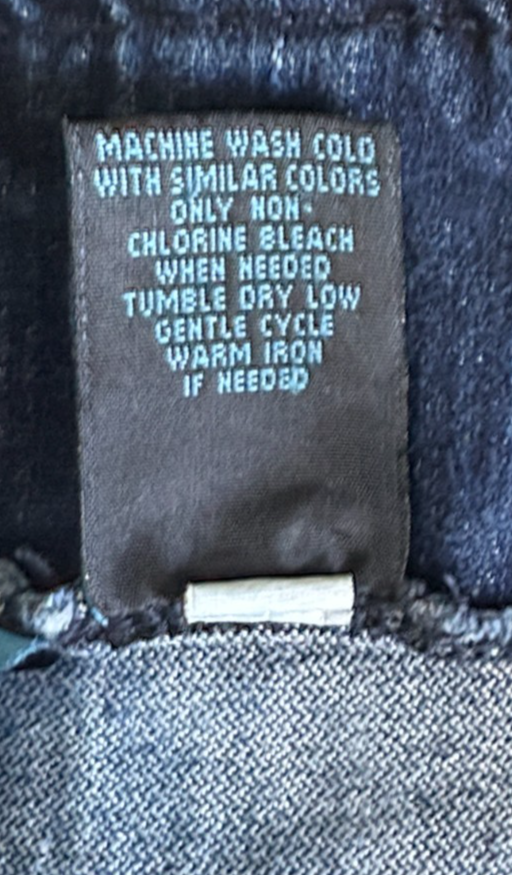 MACHINE WASH COLD
WITH SIMILAR COLORS
ONLY NON-
CHLORINE BLEACH
WHEN NEEDED
TUMBLE DRY LOW
GENTLE CYCLE
WARM IRON
IF NEEDED